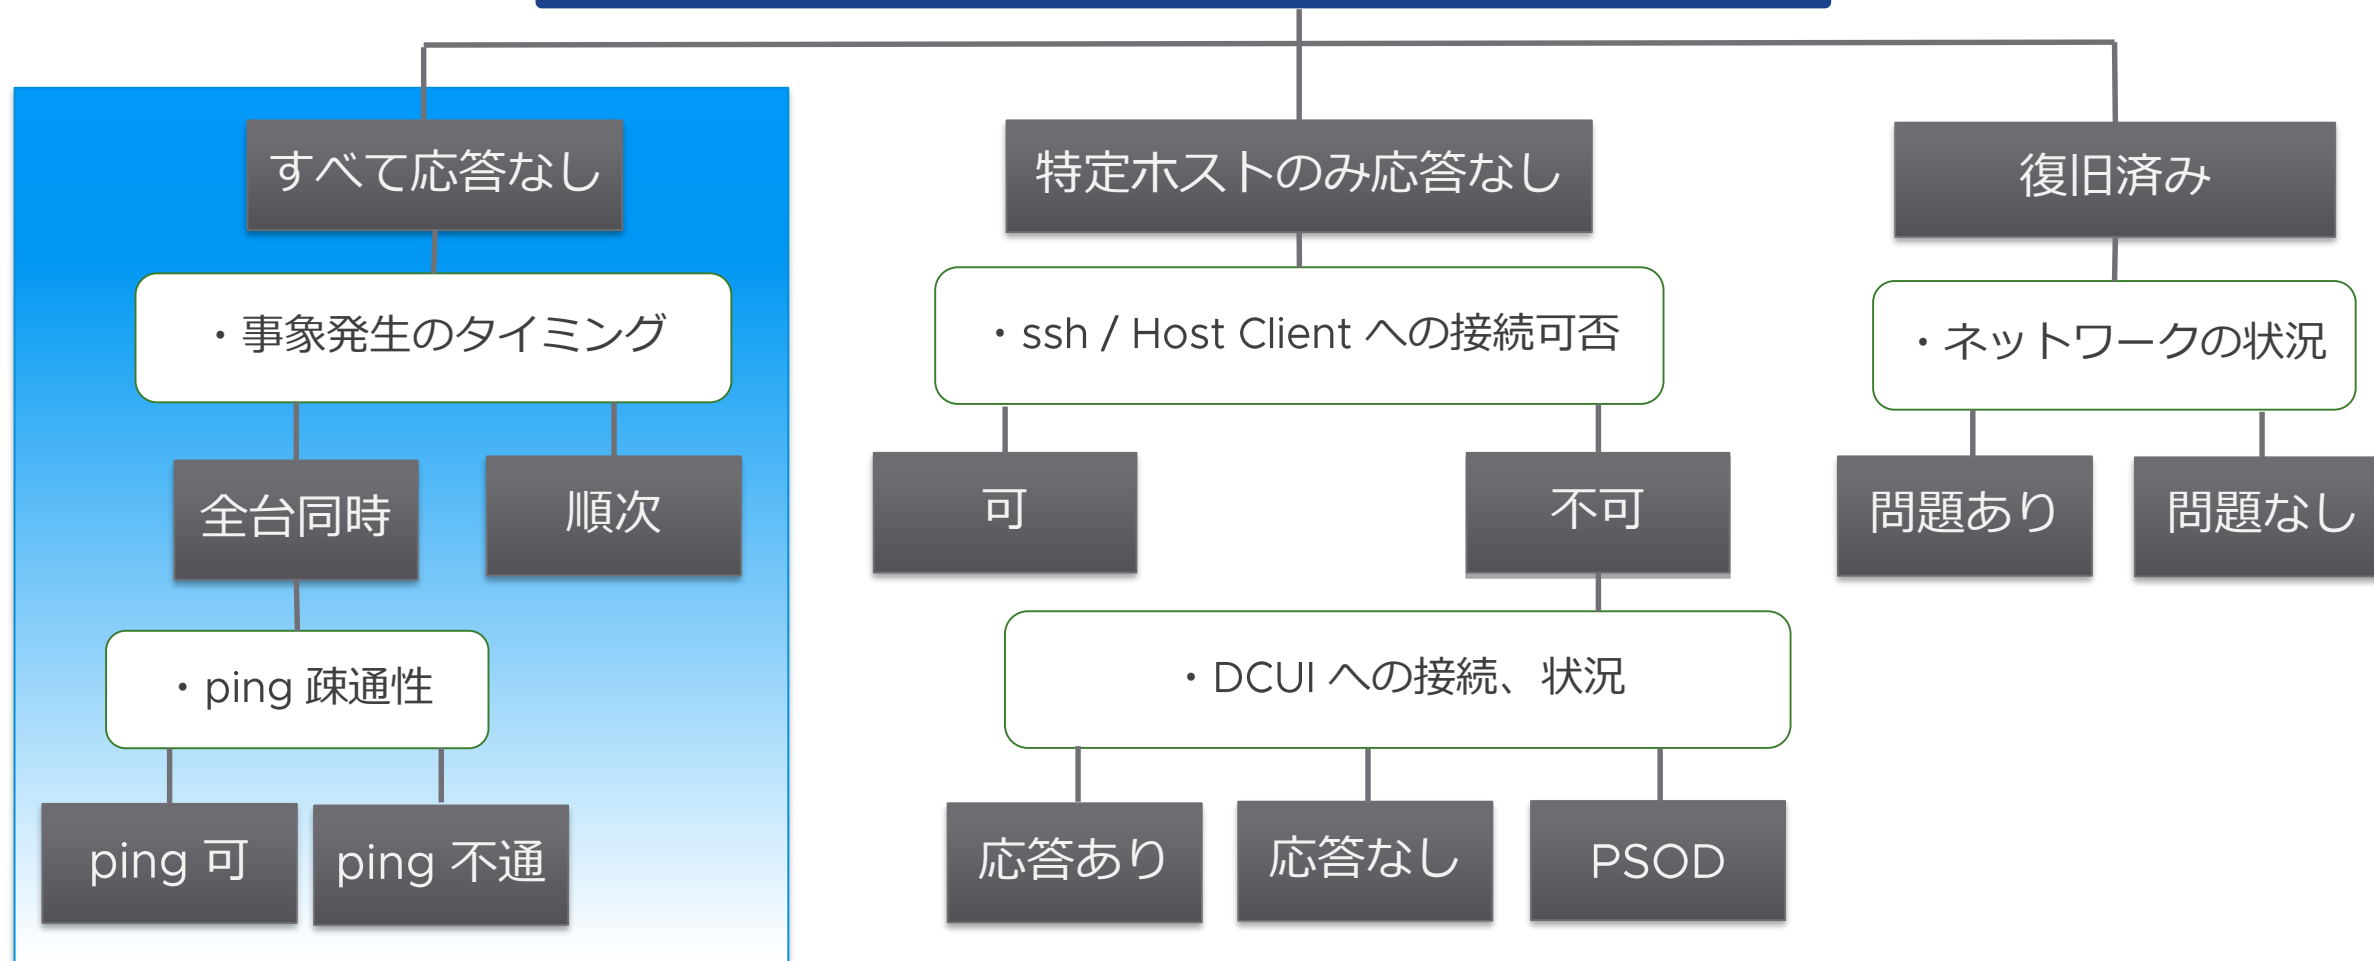 すべて応答なし
特定ホストのみ応答なし
復旧済み
・事象発生のタイミング
・ssh / Host Client への接続可否
・ネットワークの状況
全台同時
順次
可
不可
問題あり
問題なし
・ping 疎通性
・DCUI への接続、状況
ping 可
ping 不通
応答あり
応答なし
PSOD